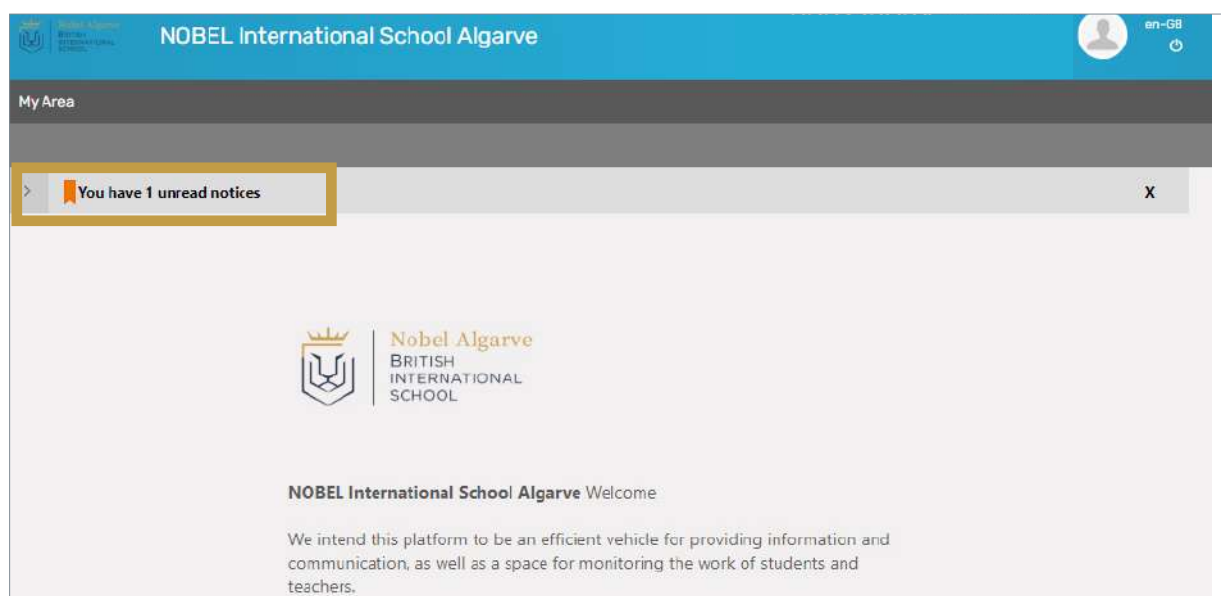 NOBEL International School Algarve
en-GB
My Area
> You have 1 unread notices X
Nobel Algarve
BRITISH
INTERNATIONAL
SCHOOL
NOBEL International School Algarve Welcome
We intend this platform to be an efficient vehicle for providing information and
communication, as well as a space for monitoring the work of students and
teachers.